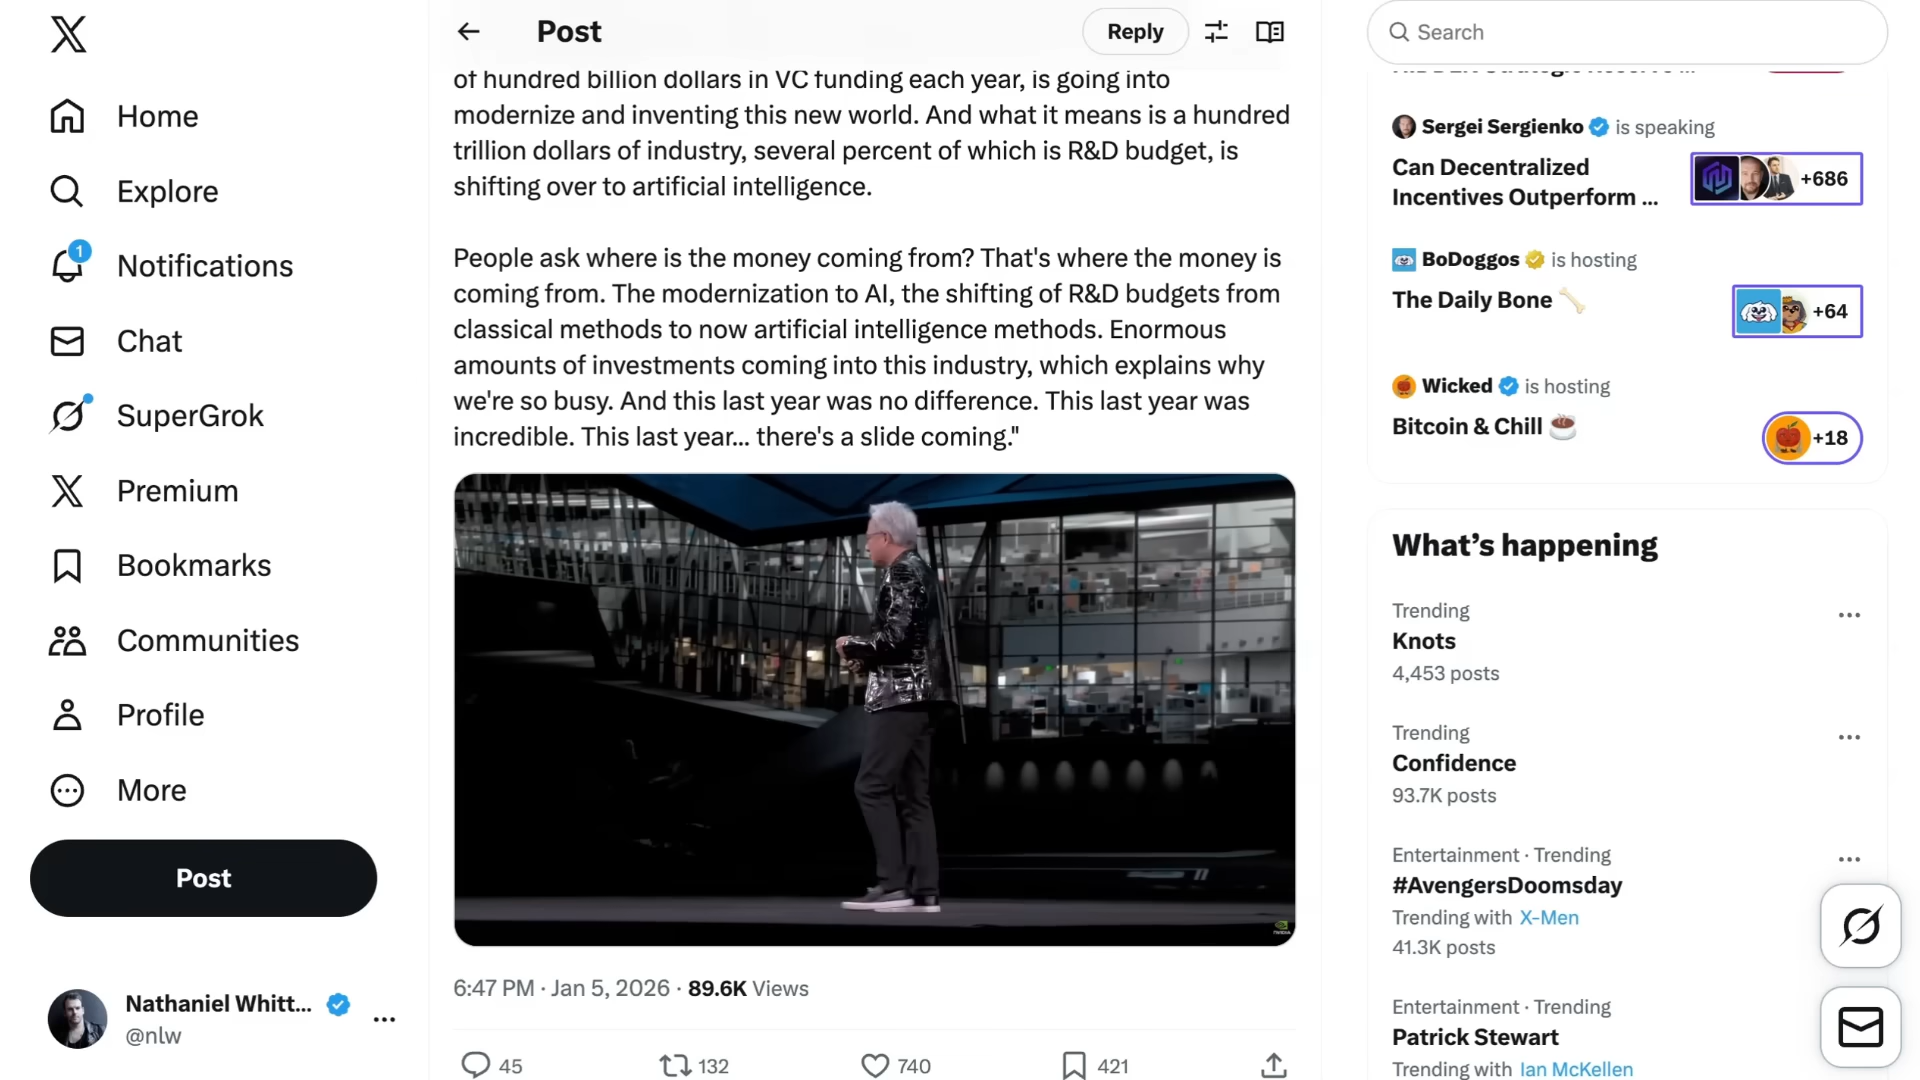 Home
Explore
1
Notifications
Chat
SuperGrok
Premium
Bookmarks
Communities
Profile
More
Post
Nathaniel Whitt...
@nlw
Post
Reply
of hundred billion dollars in VC funding each year, is going into
modernize and inventing this new world. And what it means is a hundred
trillion dollars of industry, several percent of which is R&D budget, is
shifting over to artificial intelligence.
People ask where is the money coming from? That's where the money is
coming from. The modernization to AI, the shifting of R&D budgets from
classical methods to now artificial intelligence methods. Enormous
amounts of investments coming into this industry, which explains why
we're so busy. And this last year was no difference. This last year was
incredible. This last year... there's a slide coming."
NVIDIA
6:47 PM · Jan 5, 2026 · 89.6K Views
45
132
740
421
Search
Sergei Sergienko is speaking
Can Decentralized
Incentives Outperform ...
+686
BoDoggos is hosting
The Daily Bone
+64
Wicked is hosting
Bitcoin & Chill
+18
What's happening
Trending
Knots
4,453 posts
Trending
Confidence
93.7K posts
Entertainment · Trending
#AvengersDoomsday
Trending with X-Men
41.3K posts
Entertainment · Trending
Patrick Stewart
Trending with Ian McKellen